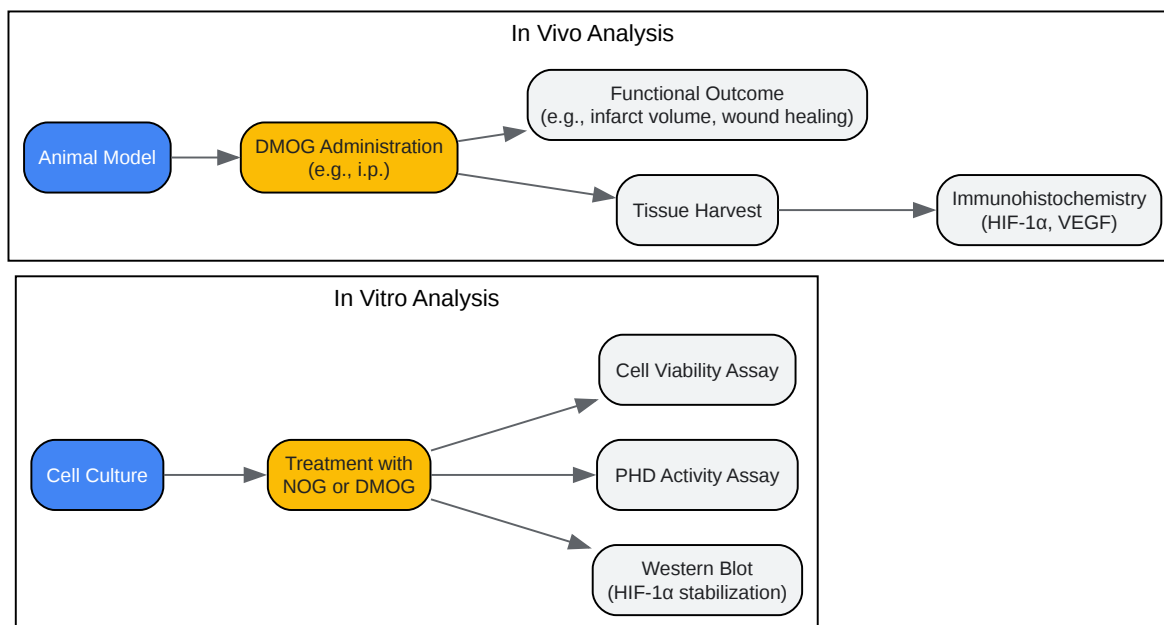 In Vivo Analysis
Animal Model
DMOG Administration
(e.g., i.p.)
Functional Outcome
(e.g., infarct volume, wound healing)
Tissue Harvest
Immunohistochemistry
(HIF-1α, VEGF)
In Vitro Analysis
Cell Culture
Treatment with
NOG or DMOG
Cell Viability Assay
PHD Activity Assay
Western Blot
(HIF-1α stabilization)